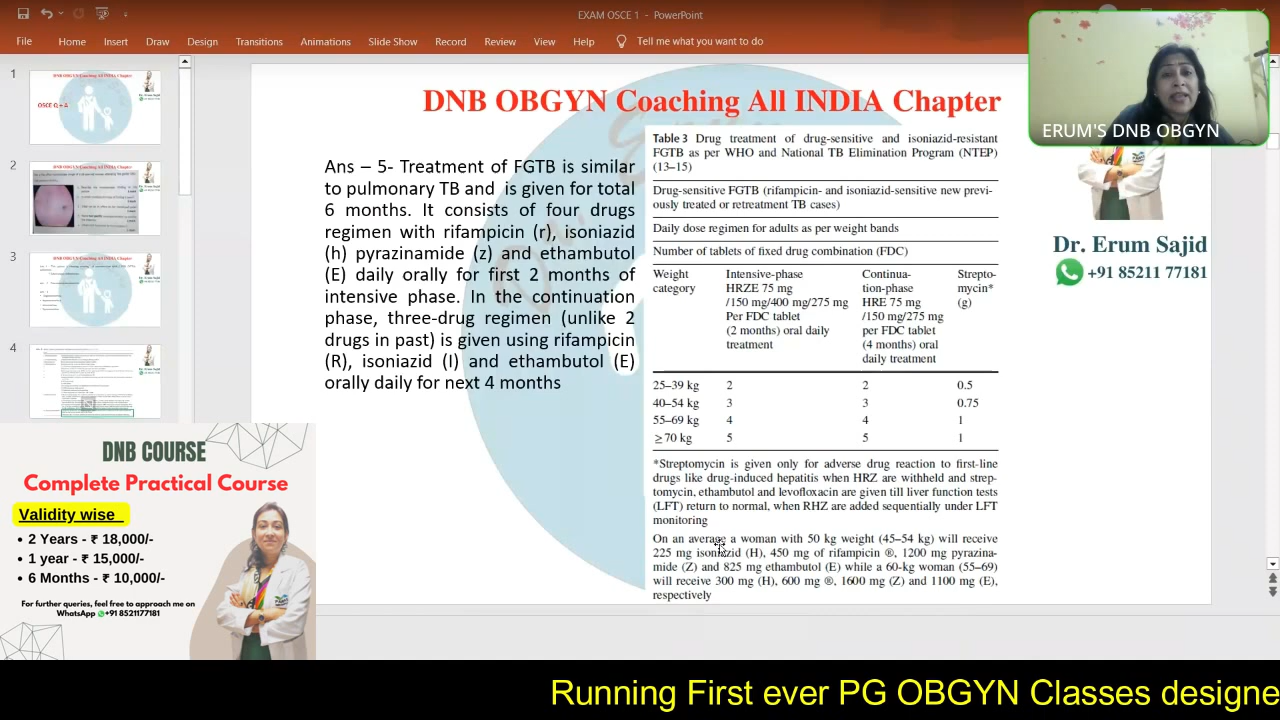 EXAM OSCE 1 - PowerPoint
File Home Insert Draw Design Transitions Animations Slide Show Record Review View Help Tell me what you want to do
1
2
3
4
OSCE Q – A
DNB OBGYN Coaching All INDIA Chapter
Ans – 5- Treatment of FGTB is similar
to pulmonary TB and is given for total
6 months. It consists of four drugs
regimen with rifampicin (r), isoniazid
(h) pyrazinamide (z) and ethambutol
(E) daily orally for first 2 months of
intensive phase. In the continuation
phase, three-drug regimen (unlike 2
drugs in past) is given using rifampicin
(R), isoniazid (I) and ethambutol (E)
orally daily for next 4 months
Table 3 Drug treatment of drug-sensitive and isoniazid-resistant
FGTB as per WHO and National TB Elimination Program (NTEP)
(13–15)
Drug-sensitive FGTB (rifampicin- and isoniazid-sensitive new previ-
ously treated or retreatment TB cases)
Daily dose regimen for adults as per weight bands
Number of tablets of fixed drug combination (FDC)
Weight category Intensive-phase HRZE 75 mg /150 mg/400 mg/275 mg Per FDC tablet (2 months) oral daily treatment Continua-tion-phase HRE 75 mg /150 mg/275 mg per FDC tablet (4 months) oral daily treatment Strepto-mycin* (g)
25–39 kg 2 2 0.5
40–54 kg 3 3 0.75
55–69 kg 4 4 1
≥70 kg 5 5 1
*Streptomycin is given only for adverse drug reaction to first-line
drugs like drug-induced hepatitis when HRZ are withheld and strep-
tomycin, ethambutol and levofloxacin are given till liver function tests
(LFT) return to normal, when RHZ are added sequentially under LFT
monitoring
On an average a woman with 50 kg weight (45–54 kg) will receive
225 mg isoniazid (H), 450 mg of rifampicin ®, 1200 mg pyrazina-
mide (Z) and 825 mg ethambutol (E) while a 60-kg woman (55–69)
will receive 300 mg (H), 600 mg ®, 1600 mg (Z) and 1100 mg (E),
respectively
ERUM'S DNB OBGYN
Dr. Erum Sajid
+91 85211 77181
DNB COURSE
Complete Practical Course
Validity wise
• 2 Years - ₹ 18,000/-
• 1 year - ₹ 15,000/-
• 6 Months - ₹ 10,000/-
For further queries, feel free to approach me on
WhatsApp +91 8521177181
Running First ever PG OBGYN Classes designe